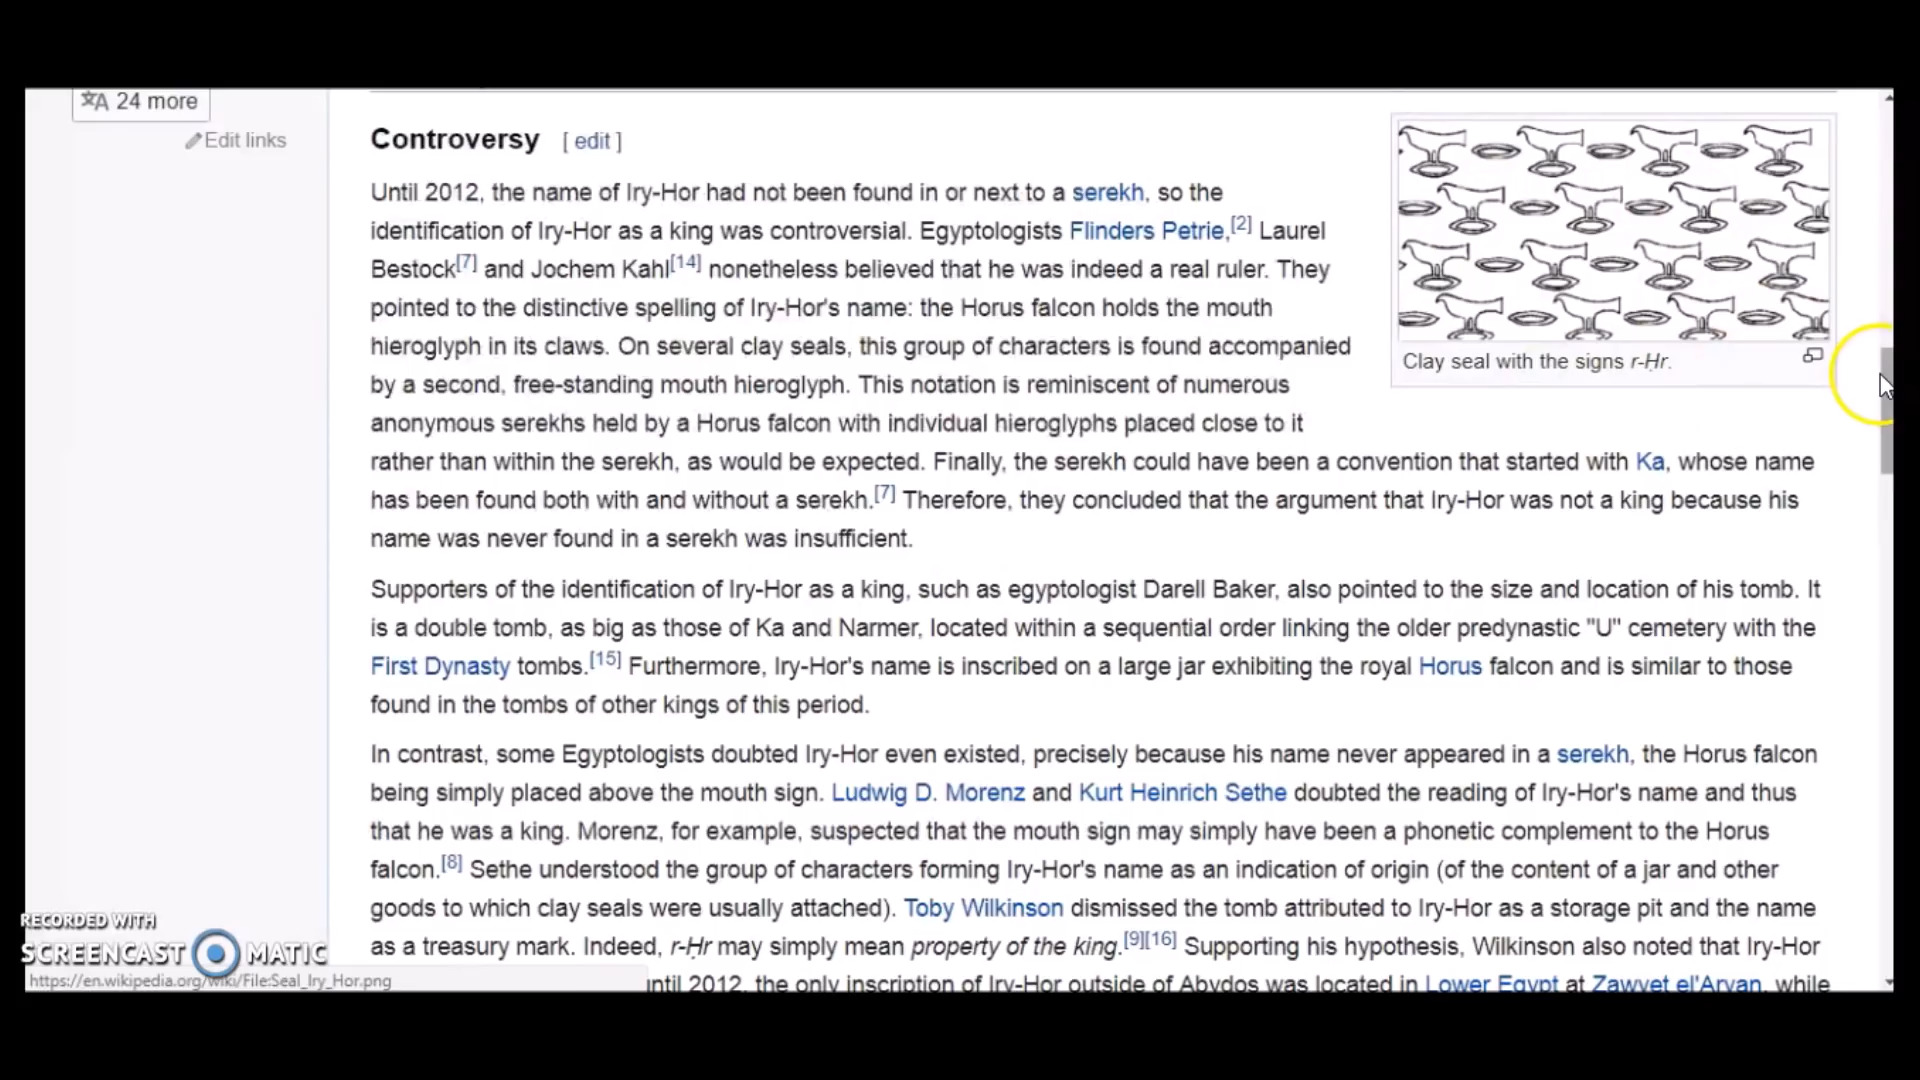 24 more
Edit links
Controversy [ edit ]
Until 2012, the name of Iry-Hor had not been found in or next to a serekh, so the
identification of Iry-Hor as a king was controversial. Egyptologists Flinders Petrie,[2] Laurel
Bestock[7] and Jochem Kahl[14] nonetheless believed that he was indeed a real ruler. They
pointed to the distinctive spelling of Iry-Hor's name: the Horus falcon holds the mouth
hieroglyph in its claws. On several clay seals, this group of characters is found accompanied
by a second, free-standing mouth hieroglyph. This notation is reminiscent of numerous
anonymous serekhs held by a Horus falcon with individual hieroglyphs placed close to it
rather than within the serekh, as would be expected. Finally, the serekh could have been a convention that started with Ka, whose name
has been found both with and without a serekh.[7] Therefore, they concluded that the argument that Iry-Hor was not a king because his
name was never found in a serekh was insufficient.
Clay seal with the signs r-Ḥr.
Supporters of the identification of Iry-Hor as a king, such as egyptologist Darell Baker, also pointed to the size and location of his tomb. It
is a double tomb, as big as those of Ka and Narmer, located within a sequential order linking the older predynastic "U" cemetery with the
First Dynasty tombs.[15] Furthermore, Iry-Hor's name is inscribed on a large jar exhibiting the royal Horus falcon and is similar to those
found in the tombs of other kings of this period.
In contrast, some Egyptologists doubted Iry-Hor even existed, precisely because his name never appeared in a serekh, the Horus falcon
being simply placed above the mouth sign. Ludwig D. Morenz and Kurt Heinrich Sethe doubted the reading of Iry-Hor's name and thus
that he was a king. Morenz, for example, suspected that the mouth sign may simply have been a phonetic complement to the Horus
falcon.[8] Sethe understood the group of characters forming Iry-Hor's name as an indication of origin (of the content of a jar and other
goods to which clay seals were usually attached). Toby Wilkinson dismissed the tomb attributed to Iry-Hor as a storage pit and the name
as a treasury mark. Indeed, r-Ḥr may simply mean property of the king.[9][16] Supporting his hypothesis, Wilkinson also noted that Iry-Hor
until 2012, the only inscription of Iry-Hor outside of Abydos was located in Lower Egypt at Zawyet el'Aryan, while
RECORDED WITH
SCREENCAST MATIC
https://en.wikipedia.org/wiki/File:Seal_Iry_Hor.png